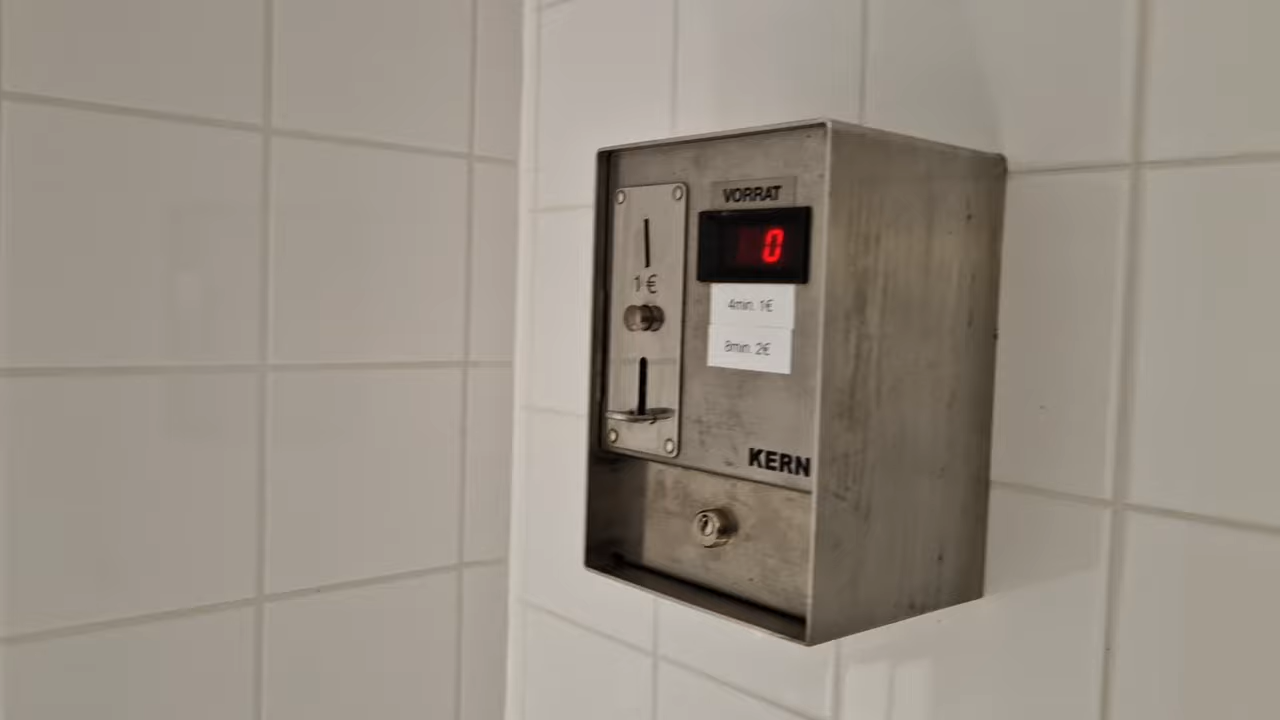 VORRAT
0
1 €
4min. 1€
8min. 2€
KERN